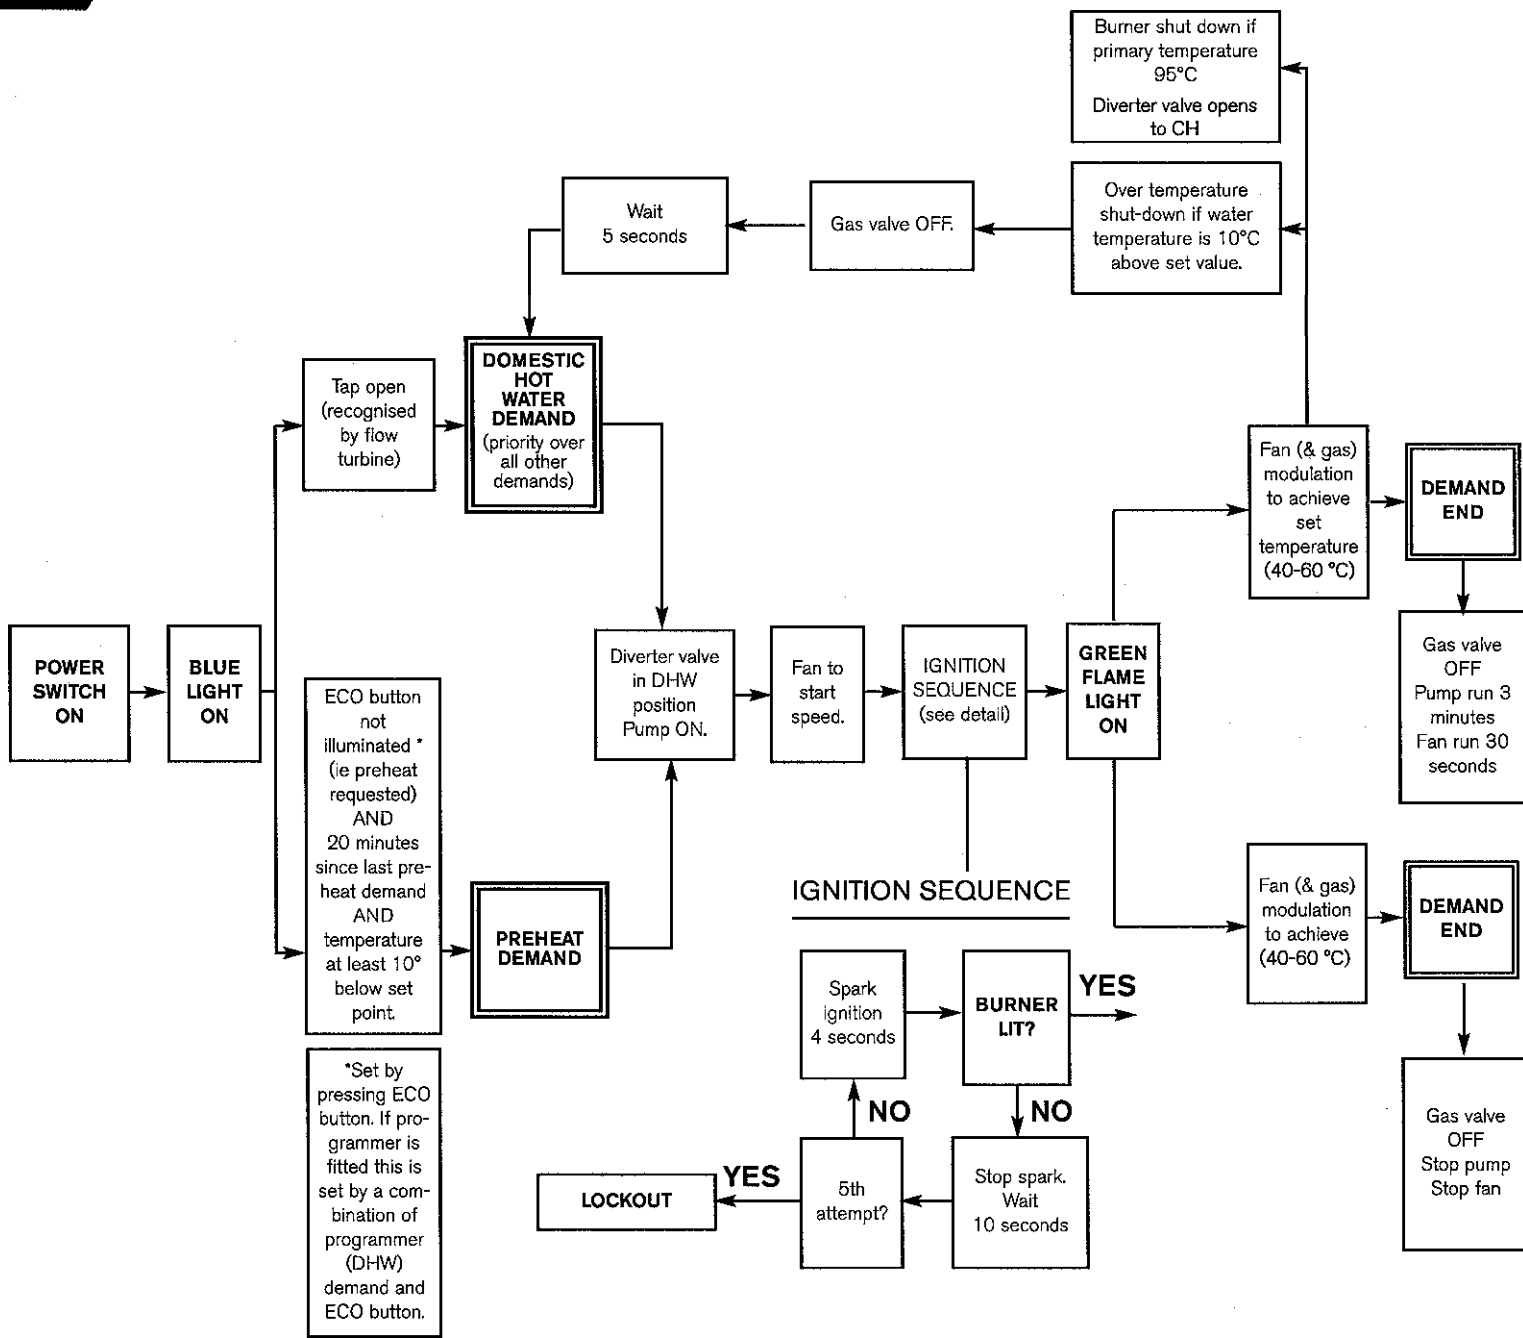 Burner shut down if
primary temperature
95°C
Diverter valve opens
to CH
Wait
5 seconds
Gas valve OFF.
Over temperature
shut-down if water
temperature is 10°C
above set value.
Tap open
(recognised
by flow
turbine)
DOMESTIC
HOT
WATER
DEMAND
(priority over
all other
demands)
Fan (& gas)
modulation
to achieve
set
temperature
(40-60 °C)
DEMAND
END
POWER
SWITCH
ON
BLUE
LIGHT
ON
ECO button
not
illuminated *
(ie preheat
requested)
AND
20 minutes
since last pre-
heat demand
AND
temperature
at least 10°
below set
point.
Diverter valve
in DHW
position
Pump ON.
Fan to
start
speed.
IGNITION
SEQUENCE
(see detail)
GREEN
FLAME
LIGHT
ON
Gas valve
OFF
Pump run 3
minutes
Fan run 30
seconds
PREHEAT
DEMAND
IGNITION SEQUENCE
Fan (& gas)
modulation
to achieve
(40-60 °C)
DEMAND
END
Spark
ignition
4 seconds
BURNER
LIT?
YES
NO
NO
*Set by
pressing ECO
button. If pro-
grammer is
fitted this is
set by a com-
bination of
programmer
(DHW)
demand and
ECO button.
LOCKOUT
YES
5th
attempt?
Stop spark.
Wait
10 seconds
Gas valve
OFF
Stop pump
Stop fan